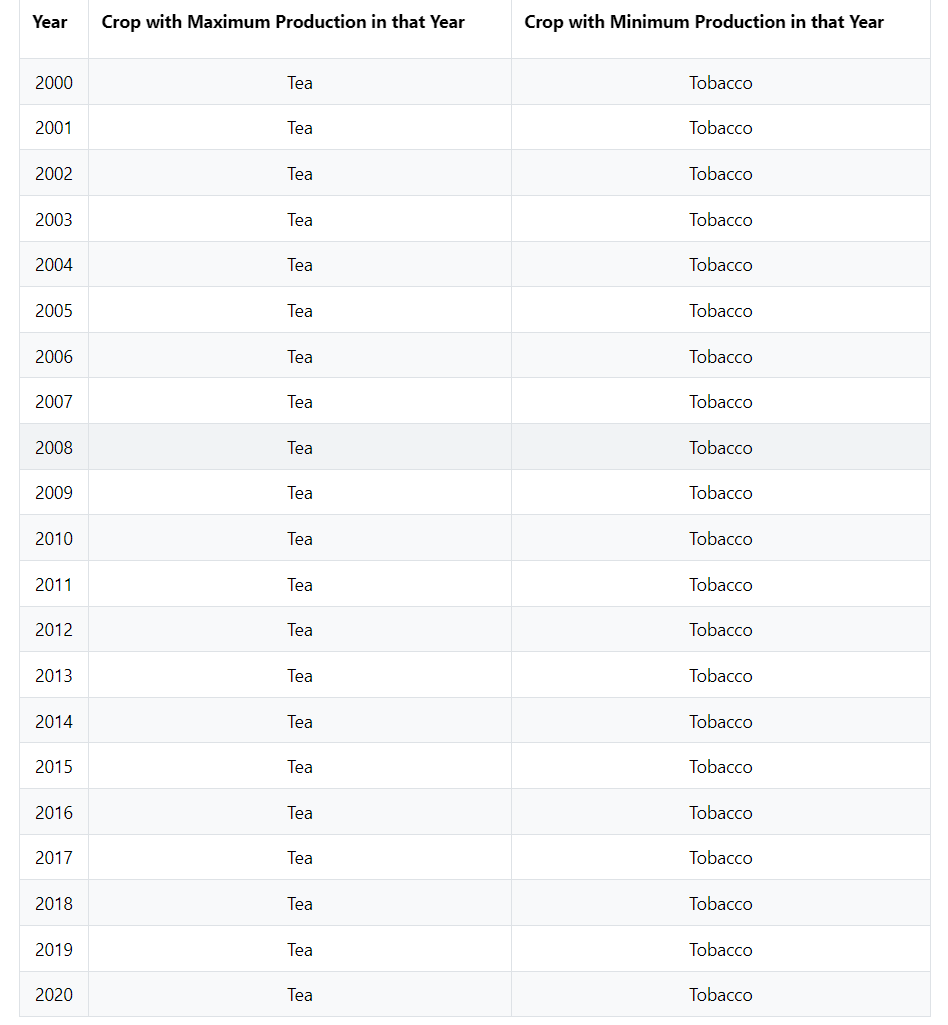 Year Crop with Maximum Production in that Year Crop with Minimum Production in that Year
2000 Tea Tobacco
2001 Tea Tobacco
2002 Tea Tobacco
2003 Tea Tobacco
2004 Tea Tobacco
2005 Tea Tobacco
2006 Tea Tobacco
2007 Tea Tobacco
2008 Tea Tobacco
2009 Tea Tobacco
2010 Tea Tobacco
2011 Tea Tobacco
2012 Tea Tobacco
2013 Tea Tobacco
2014 Tea Tobacco
2015 Tea Tobacco
2016 Tea Tobacco
2017 Tea Tobacco
2018 Tea Tobacco
2019 Tea Tobacco
2020 Tea Tobacco